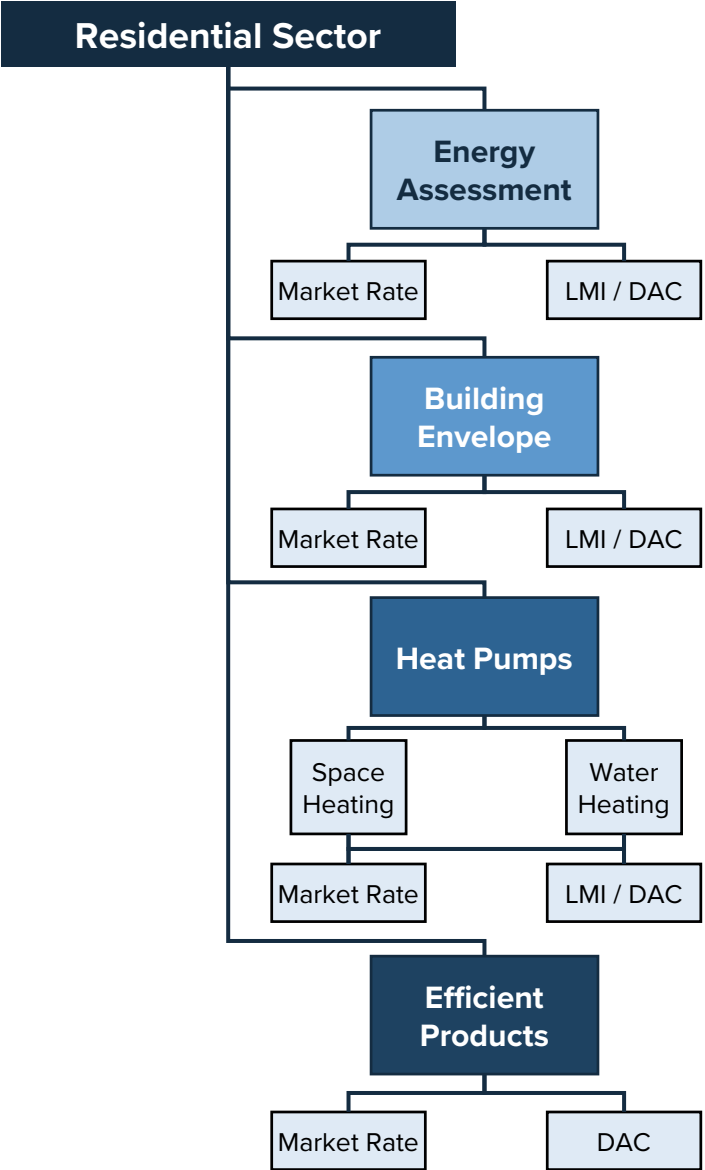 Residential Sector
Energy
Assessment
Market Rate
LMI / DAC
Building
Envelope
Market Rate
LMI / DAC
Heat Pumps
Space
Heating
Water
Heating
Market Rate
LMI / DAC
Efficient
Products
Market Rate
DAC